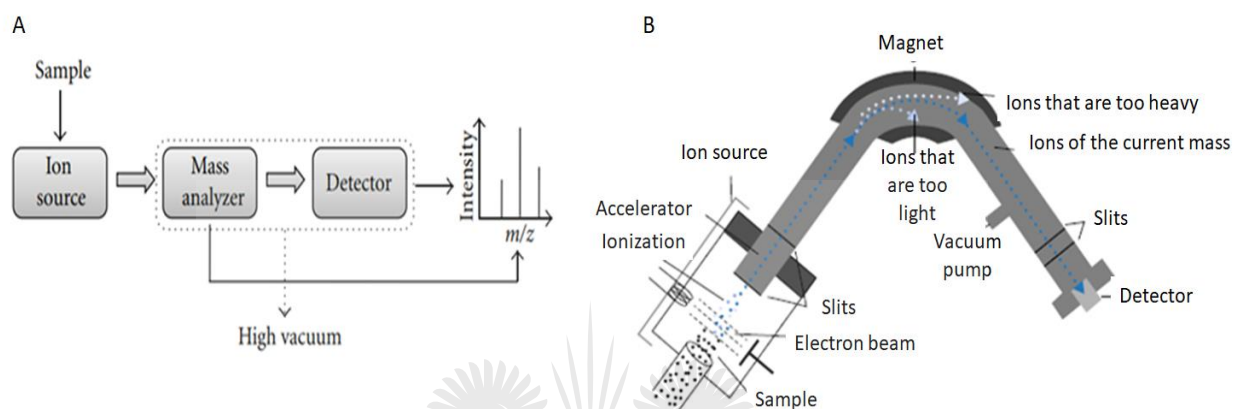 A
Sample
Ion
source
Mass
analyzer
Detector
Intensity
m/z
High vacuum
B
Magnet
Ions that are too heavy
Ions of the current mass
Ion source
Ions that
are too
light
Accelerator
Ionization
Vacuum
pump
Slits
Slits
Detector
Electron beam
Sample